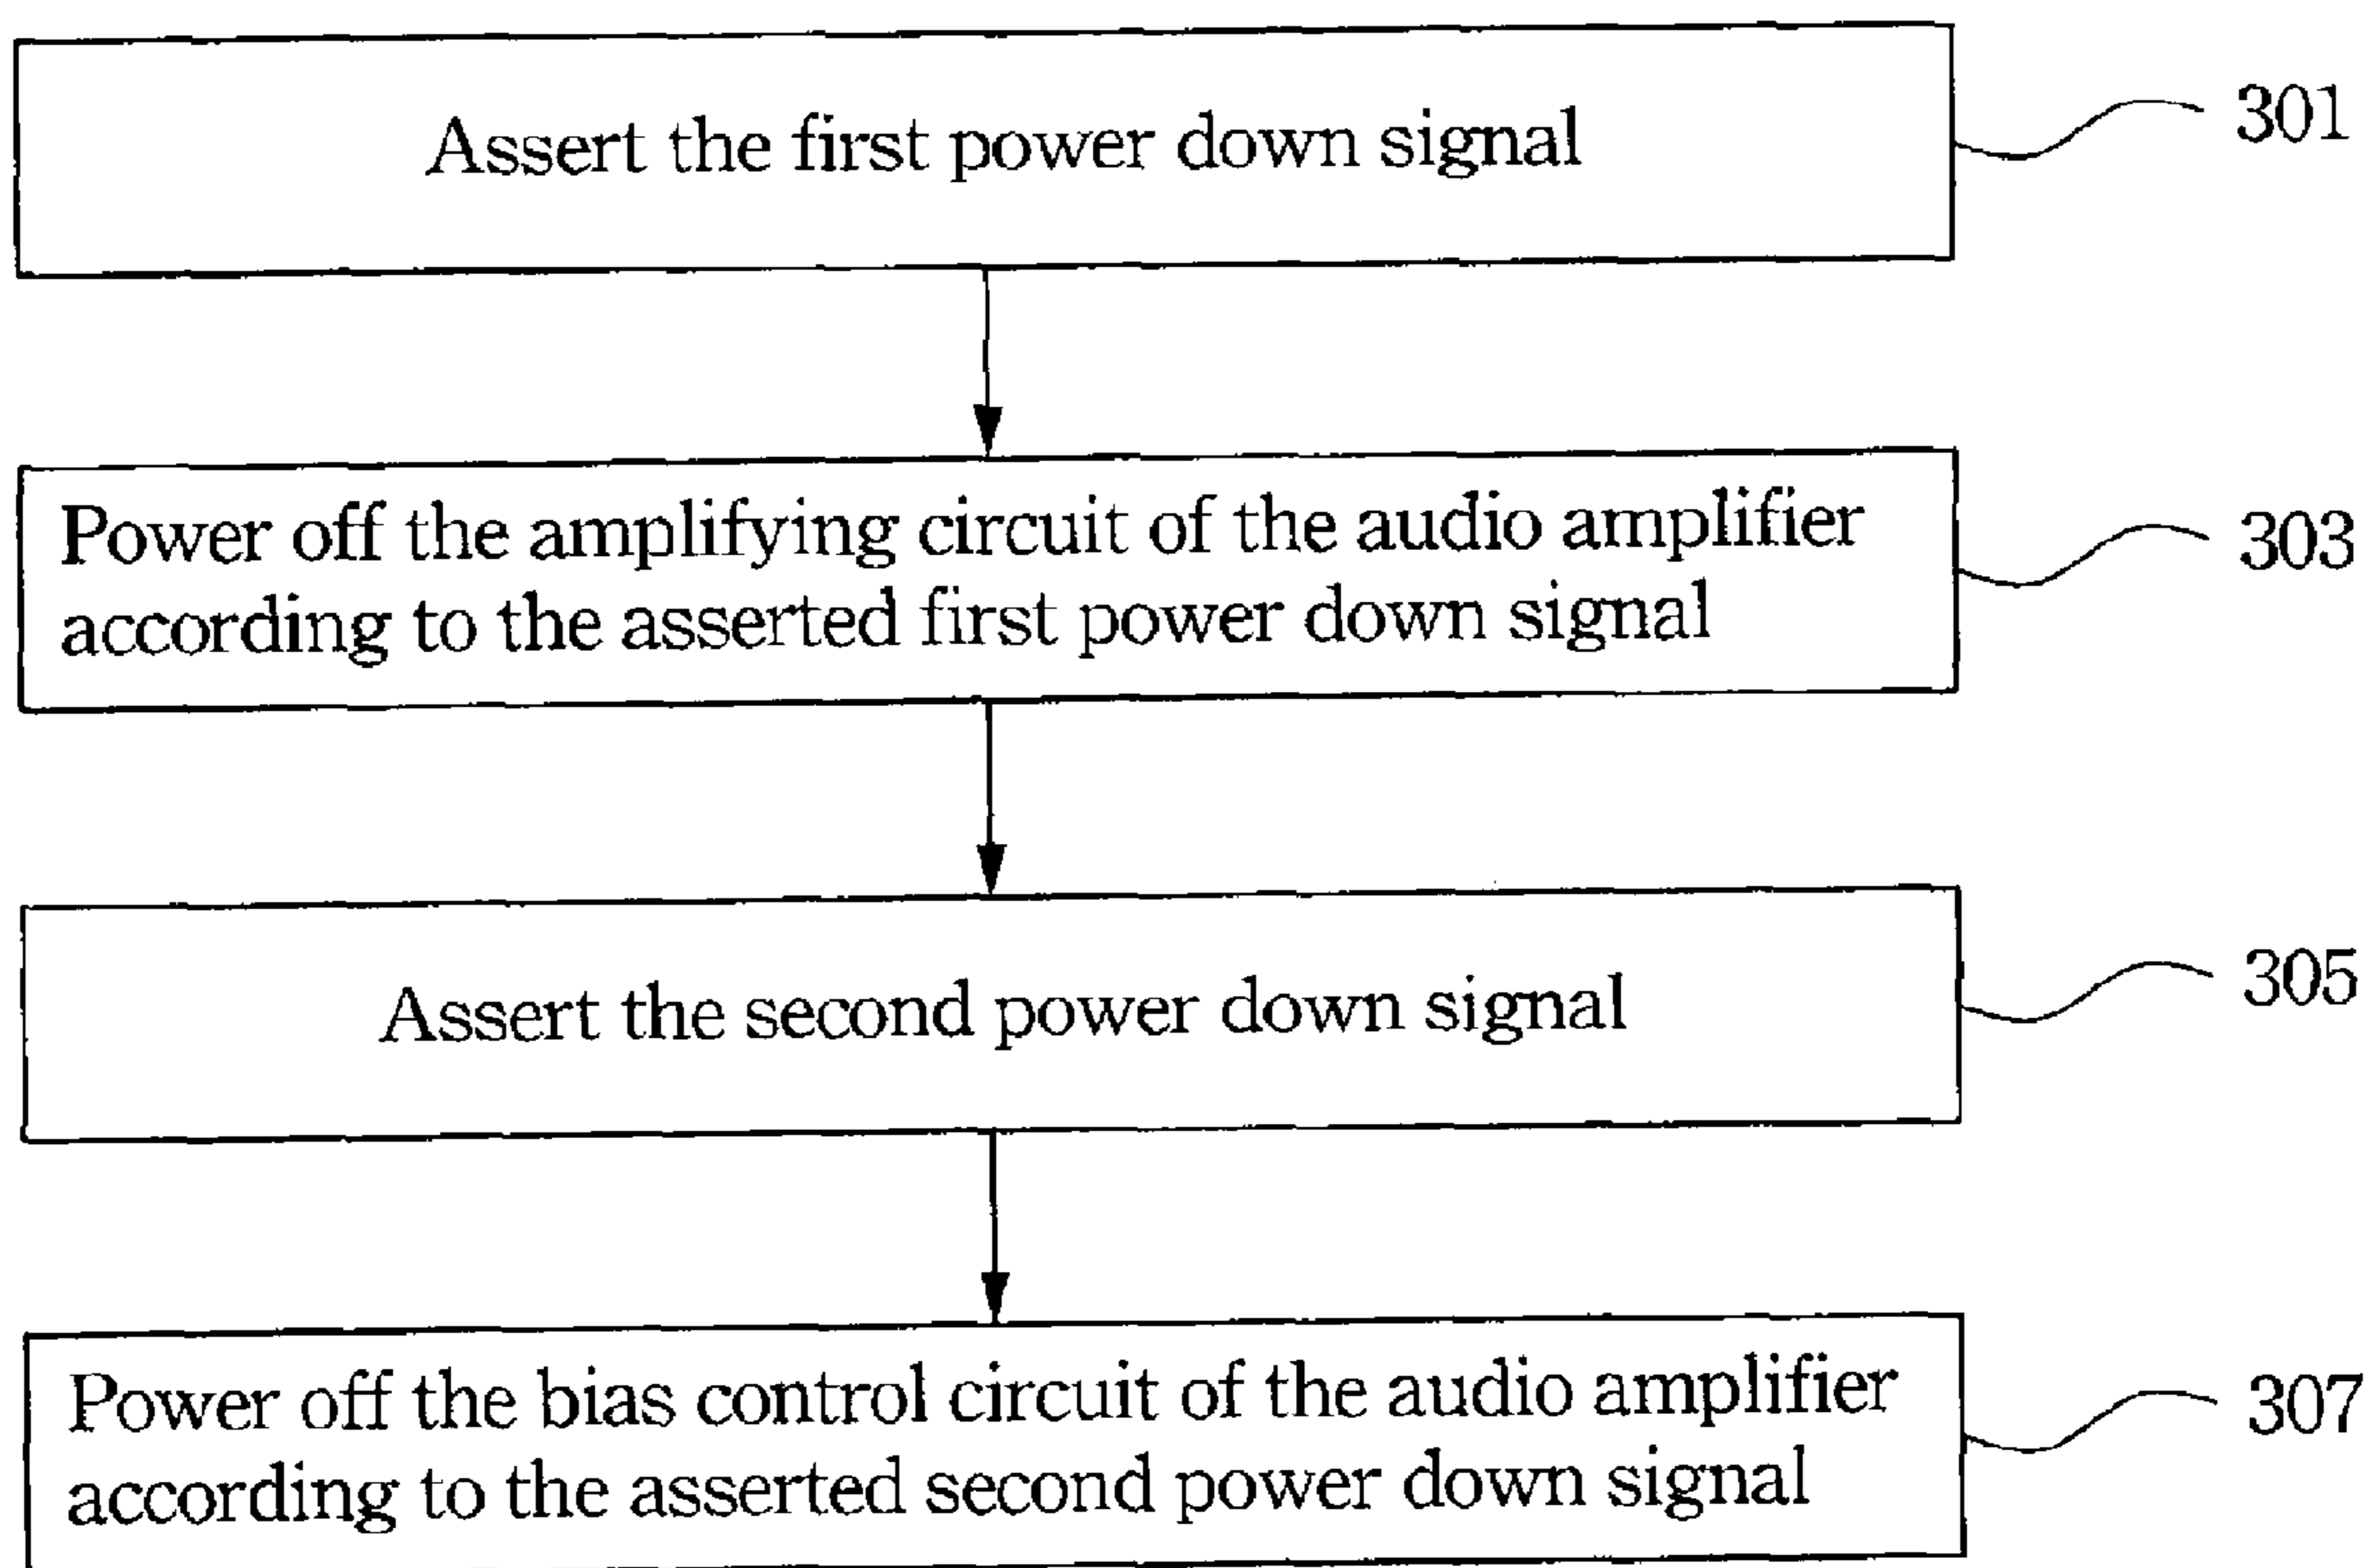 Assert the first power down signal
301
Power off the amplifying circuit of the audio amplifier
according to the asserted first power down signal
303
Assert the second power down signal
305
Power off the bias control circuit of the audio amplifier
according to the asserted second power down signal
307